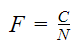 F = C/N